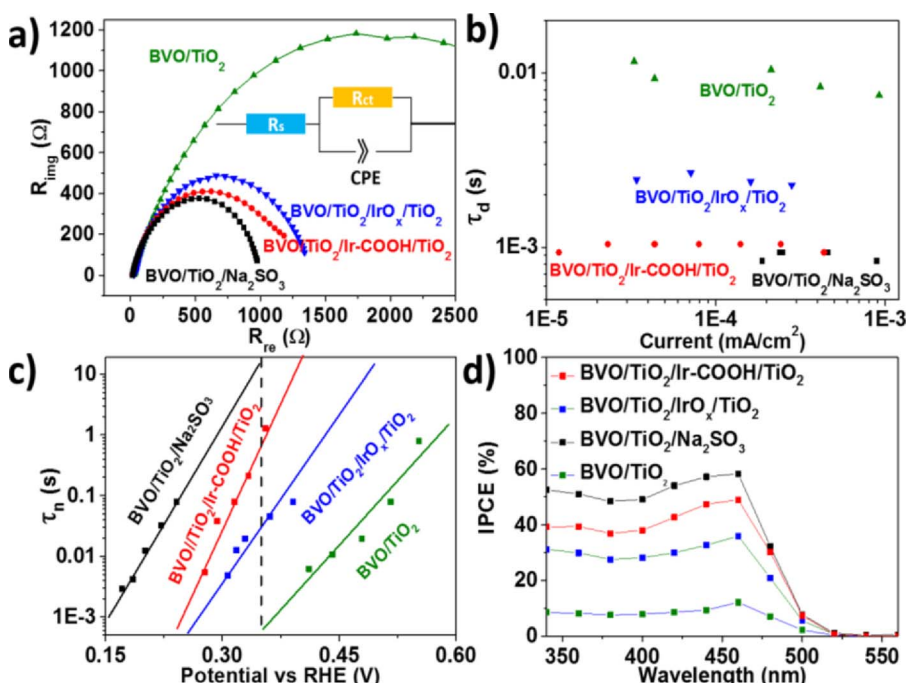 a)
1200
1000
800
600
400
200
0
R_img (Ω)
0 500 1000 1500 2000 2500
R_re (Ω)
BVO/TiO₂
R_s
R_ct
CPE
BVO/TiO₂/IrOₓ/TiO₂
BVO/TiO₂/Ir-COOH/TiO₂
BVO/TiO₂/Na₂SO₃
b)
τ_d (s)
0.01
1E-3
1E-5 1E-4 1E-3
Current (mA/cm²)
BVO/TiO₂
BVO/TiO₂/IrOₓ/TiO₂
BVO/TiO₂/Ir-COOH/TiO₂
BVO/TiO₂/Na₂SO₃
c)
τ_n (s)
10
1
0.1
0.01
1E-3
0.15 0.30 0.45 0.60
Potential vs RHE (V)
BVO/TiO₂/Na₂SO₃
BVO//TiO₂/Ir-COOH/TiO₂
BVO/TiO₂/IrOₓ/TiO₂
BVO/TiO₂
d)
IPCE (%)
100
80
60
40
20
0
350 400 450 500 550
Wavelength (nm)
BVO/TiO₂/Ir-COOH/TiO₂
BVO/TiO₂/IrOₓ/TiO₂
BVO/TiO₂/Na₂SO₃
BVO/TiO₂